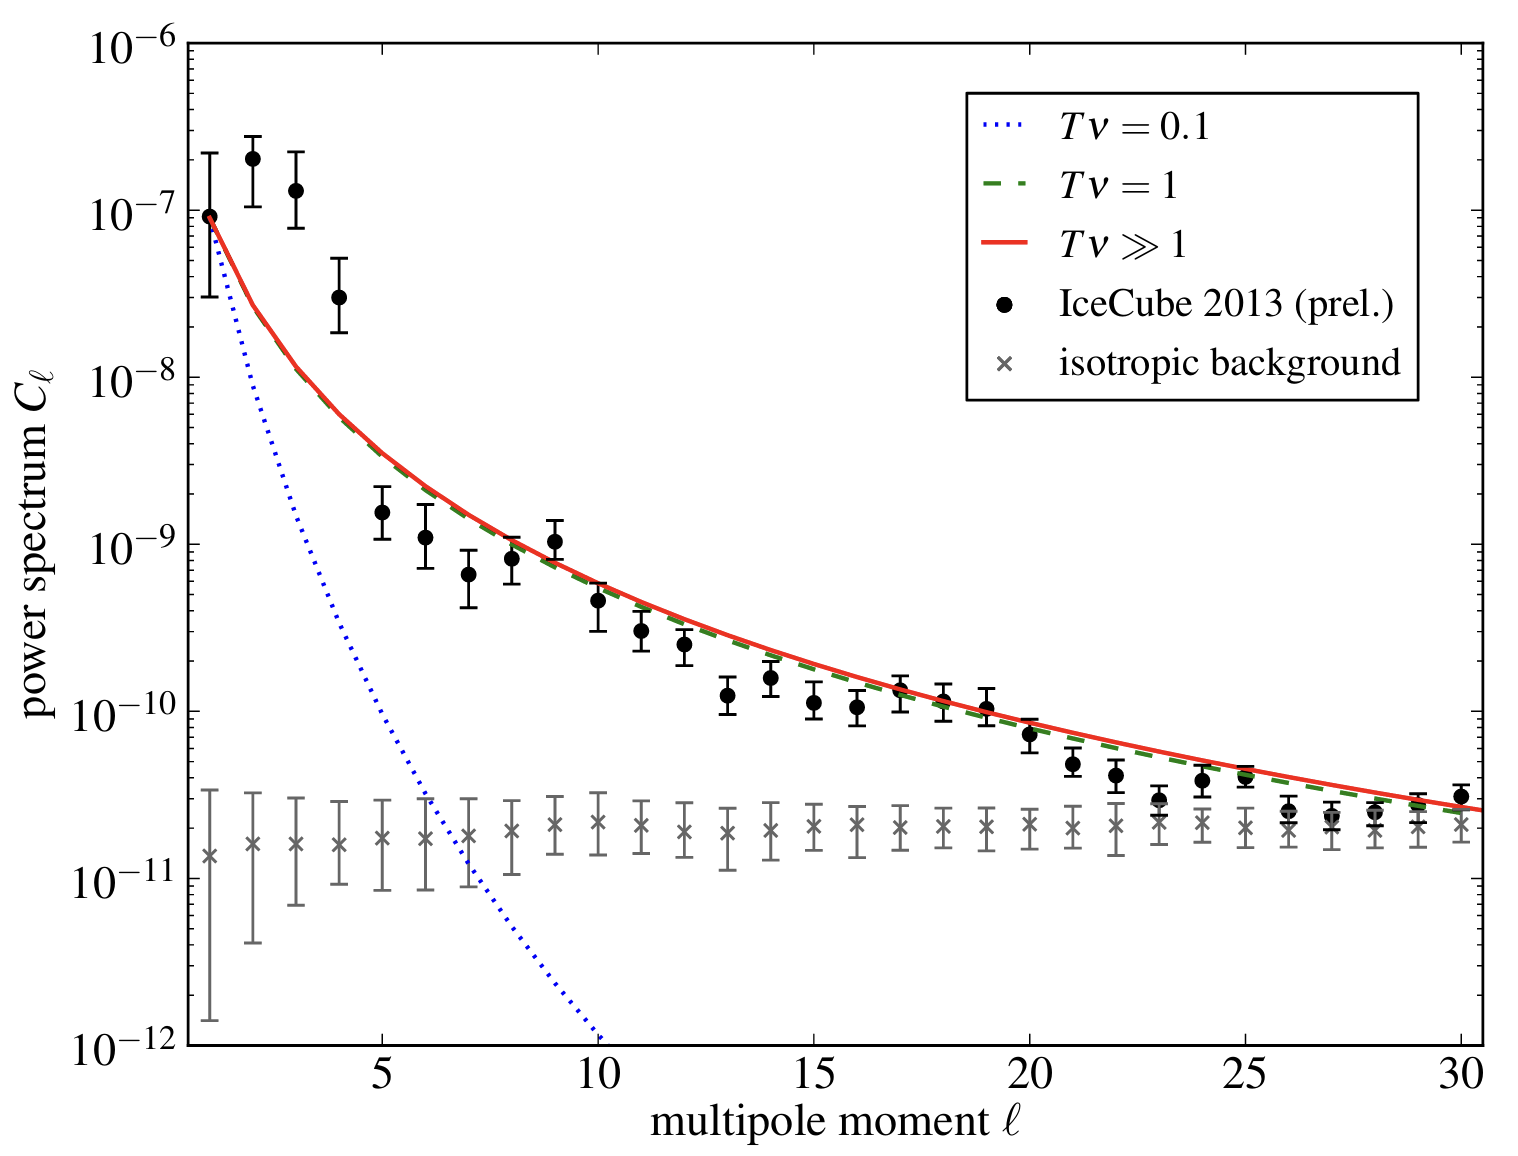 10⁻⁶
10⁻⁷
10⁻⁸
10⁻⁹
10⁻¹⁰
10⁻¹¹
10⁻¹²
power spectrum Cℓ
Tν = 0.1
Tν = 1
Tν ≫ 1
IceCube 2013 (prel.)
isotropic background
5 10 15 20 25 30
multipole moment ℓ